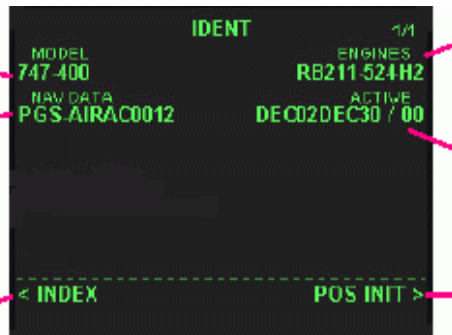 IDENT 1/1
MODEL ENGINES
747-400 RB211-524H2
NAV DATA ACTIVE
PGS-AIRAC0012 DEC02DEC30 / 00
< INDEX POS INIT >